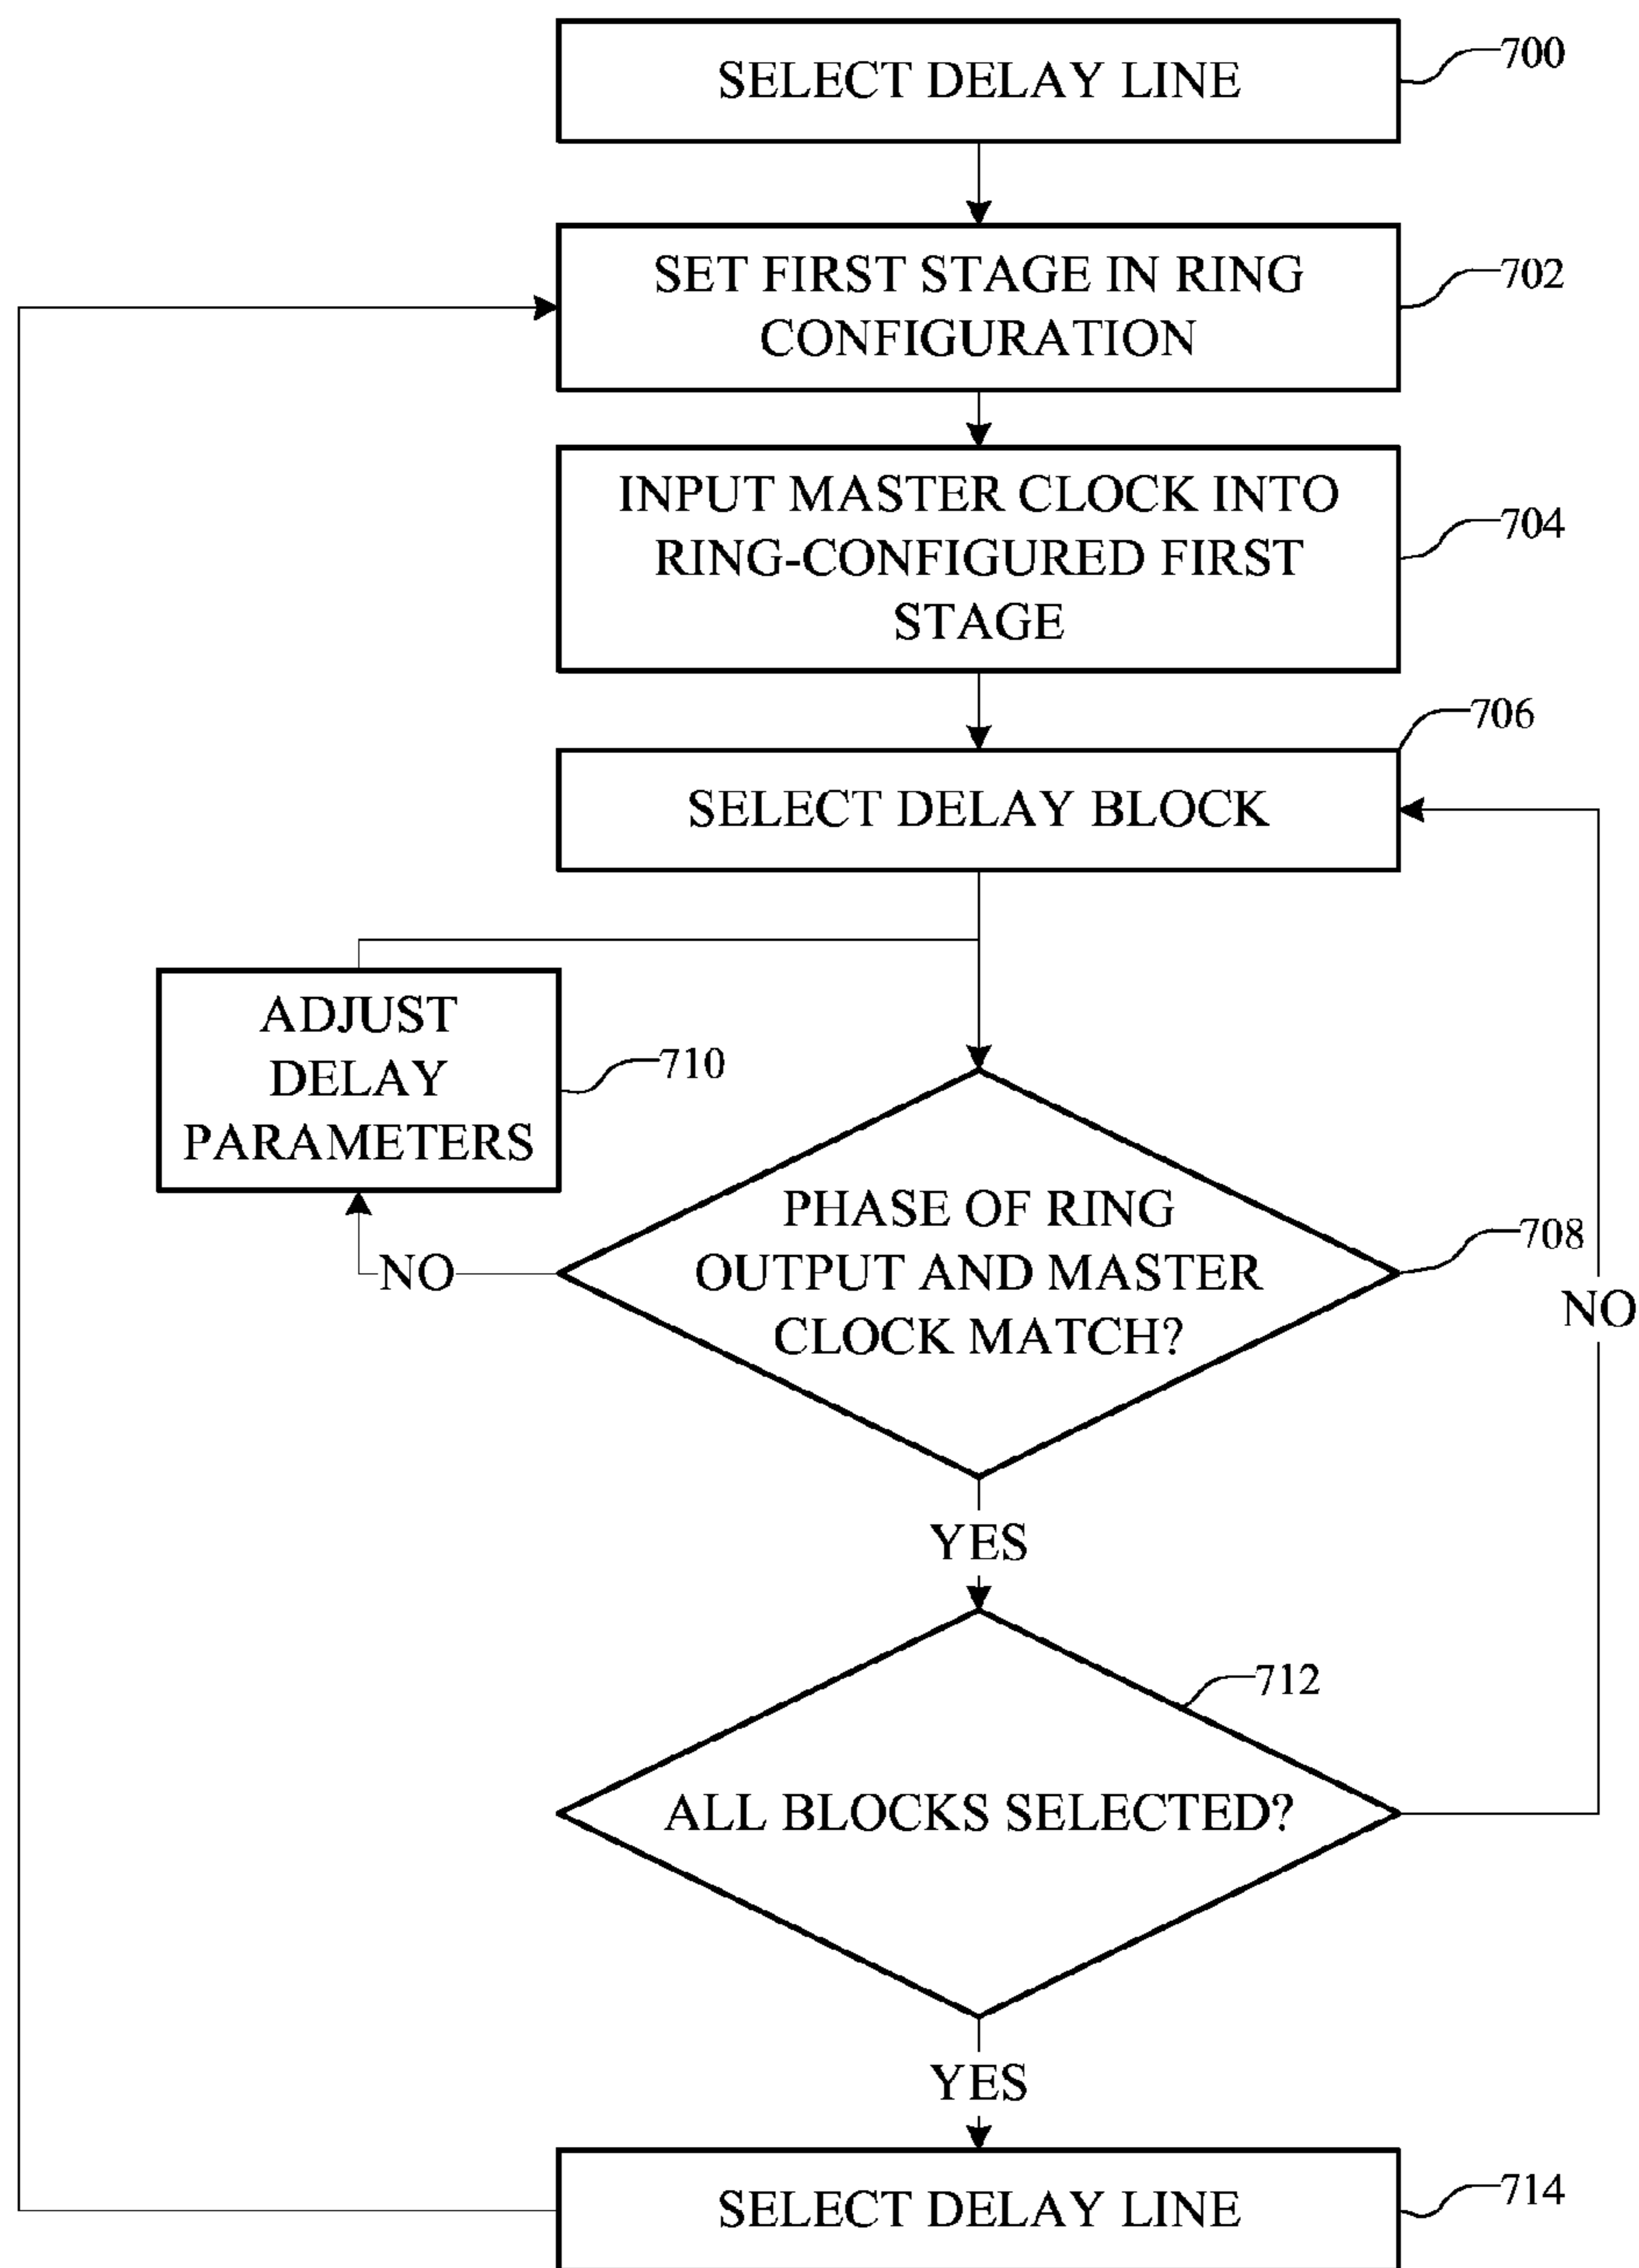 SELECT DELAY LINE
700
SET FIRST STAGE IN RING
CONFIGURATION
702
INPUT MASTER CLOCK INTO
RING-CONFIGURED FIRST
STAGE
704
706
SELECT DELAY BLOCK
ADJUST
DELAY
PARAMETERS
710
PHASE OF RING
OUTPUT AND MASTER
CLOCK MATCH?
708
NO
NO
YES
712
ALL BLOCKS SELECTED?
YES
SELECT DELAY LINE
714